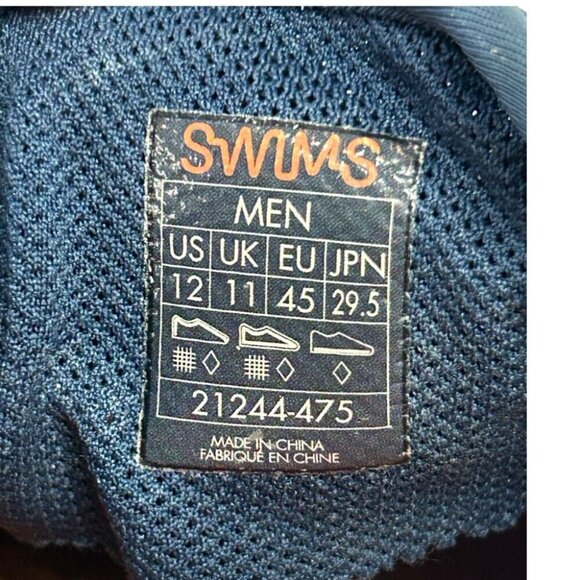 SWIMS
MEN
US UK EU JPN
12 11 45 29.5
21244-475
MADE IN CHINA
FABRIQUÉ EN CHINE